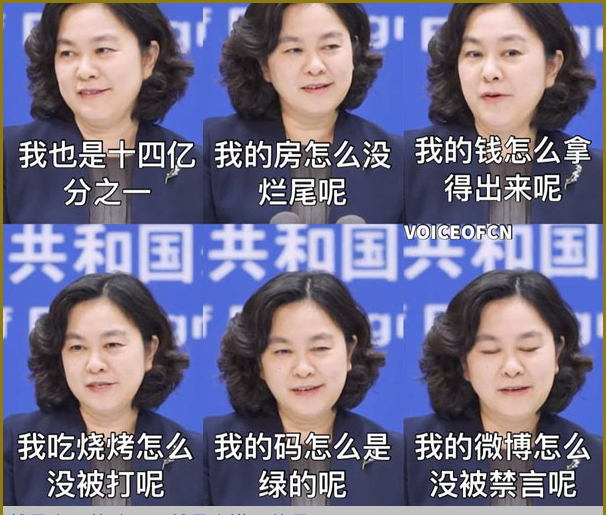 我也是十四亿
分之一
我的房怎么没
烂尾呢
我的钱怎么拿
得出来呢
VOICEOFCN
共和国
共和国
共和国
我吃烧烤怎么
没被打呢
我的码怎么是
绿的呢
我的微博怎么
没被禁言呢